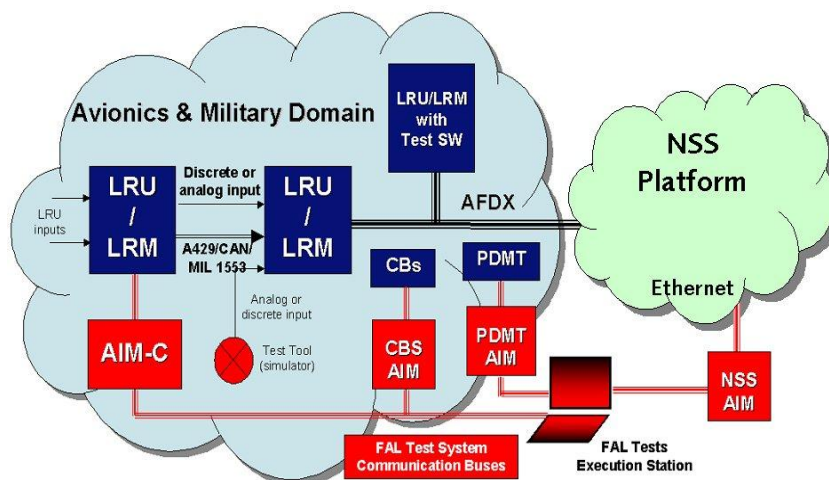 Avionics & Military Domain
LRU/LRM
with
Test SW
NSS
Platform
LRU
/
LRM
Discrete or
analog input
LRU
/
LRM
LRU
inputs
AFDX
A429/CAN/
MIL 1553
CBs
PDMT
Ethernet
Analog or
discrete input
AIM-C
Test Tool
(simulator)
CBS
AIM
PDMT
AIM
NSS
AIM
FAL Test System
Communication Buses
FAL Tests
Execution Station